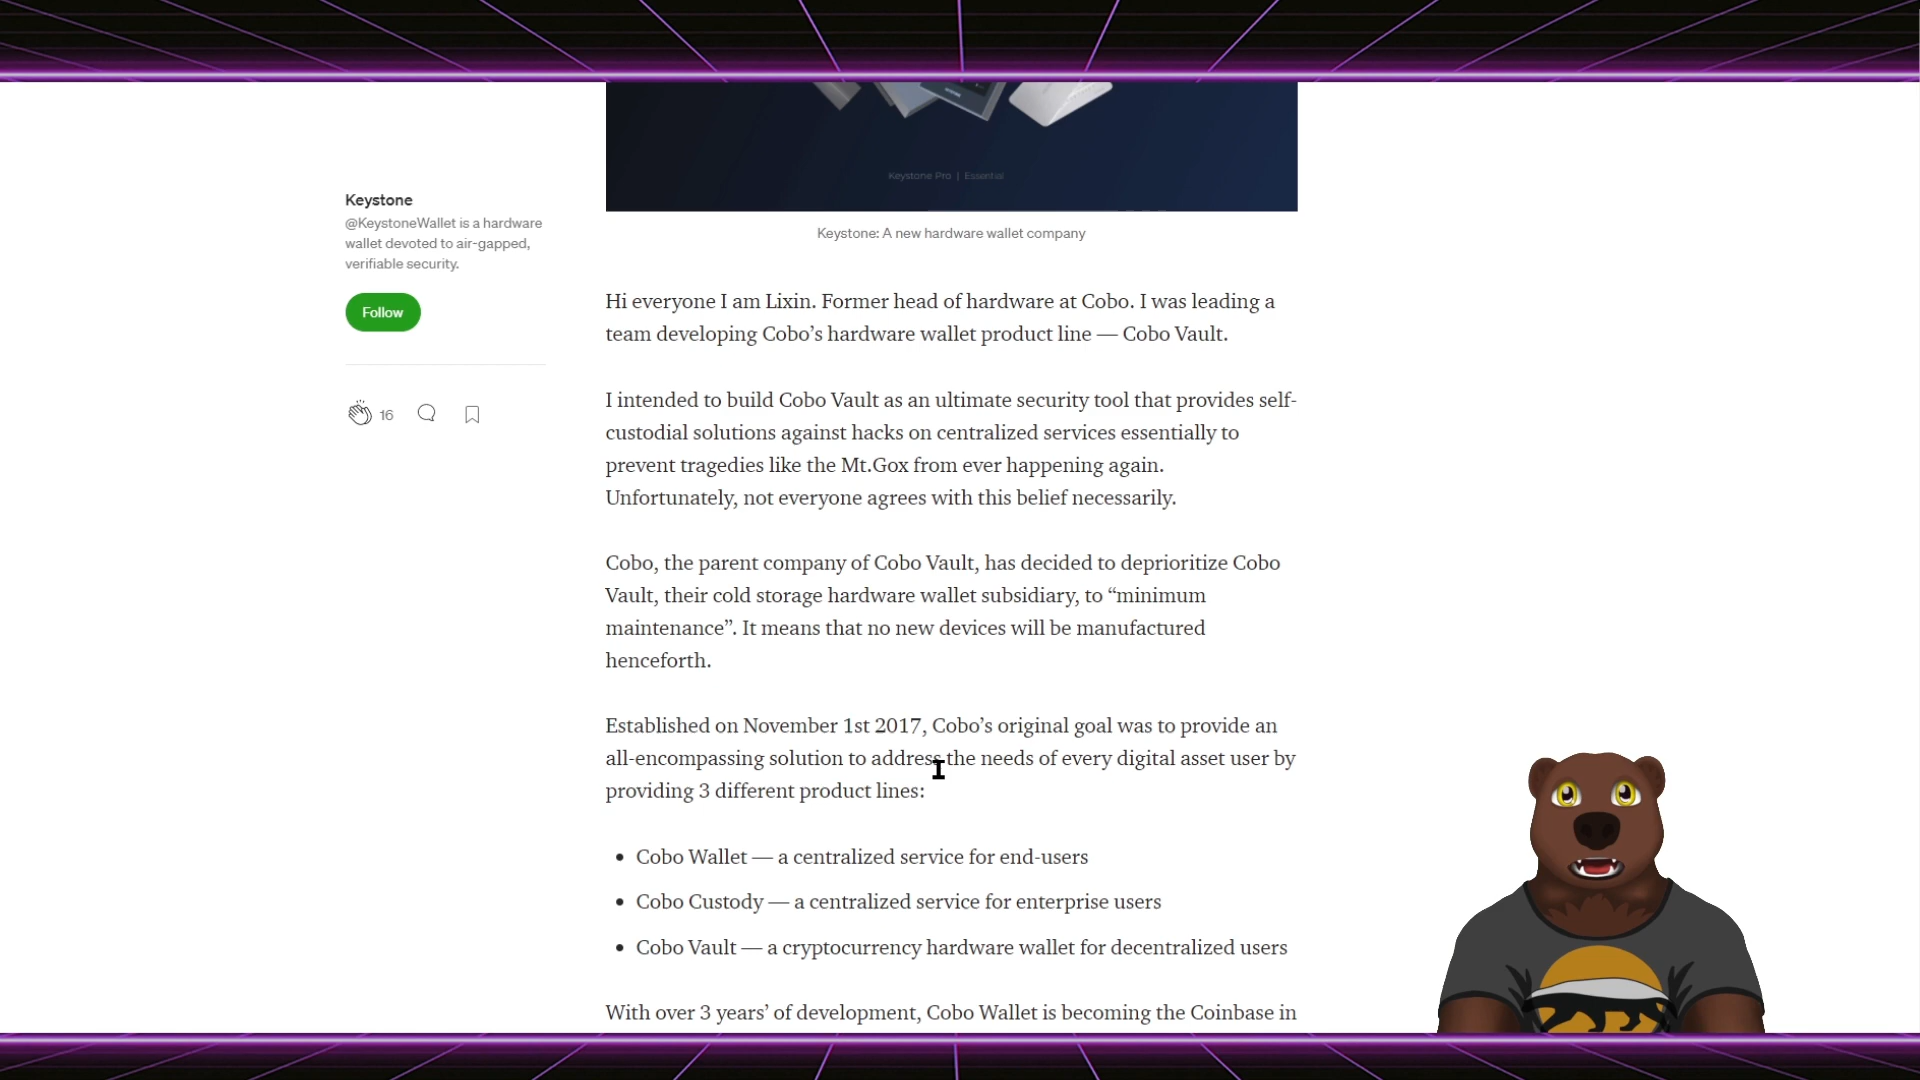 Keystone Pro | Essential
Keystone: A new hardware wallet company
Keystone
@KeystoneWallet is a hardware
wallet devoted to air-gapped,
verifiable security.
Follow
16
Hi everyone I am Lixin. Former head of hardware at Cobo. I was leading a
team developing Cobo’s hardware wallet product line — Cobo Vault.
I intended to build Cobo Vault as an ultimate security tool that provides self-
custodial solutions against hacks on centralized services essentially to
prevent tragedies like the Mt.Gox from ever happening again.
Unfortunately, not everyone agrees with this belief necessarily.
Cobo, the parent company of Cobo Vault, has decided to deprioritize Cobo
Vault, their cold storage hardware wallet subsidiary, to “minimum
maintenance”. It means that no new devices will be manufactured
henceforth.
Established on November 1st 2017, Cobo’s original goal was to provide an
all-encompassing solution to address the needs of every digital asset user by
providing 3 different product lines:
• Cobo Wallet — a centralized service for end-users
• Cobo Custody — a centralized service for enterprise users
• Cobo Vault — a cryptocurrency hardware wallet for decentralized users
With over 3 years’ of development, Cobo Wallet is becoming the Coinbase in